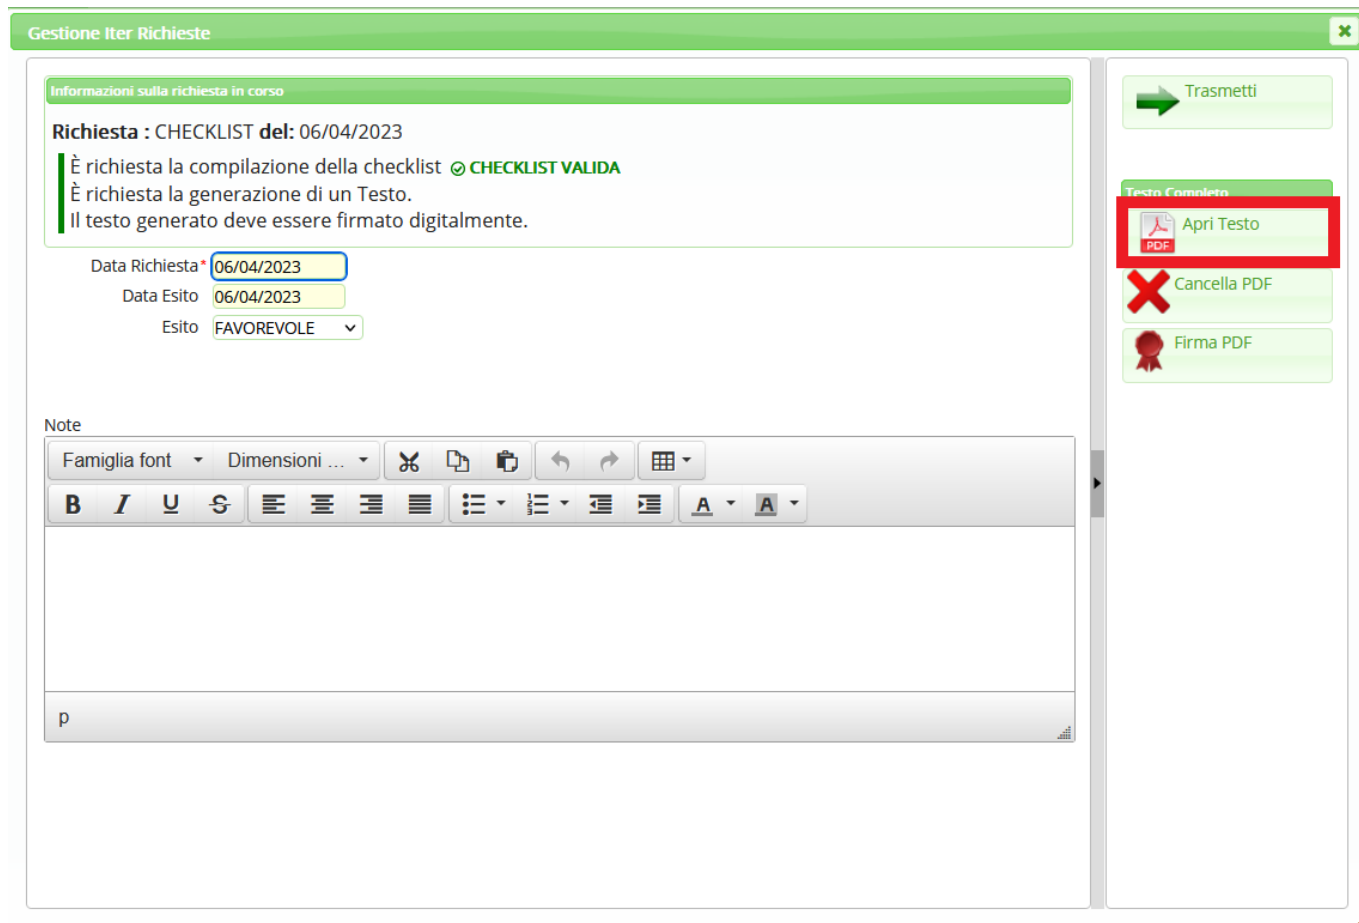 Gestione Iter Richieste
Informazioni sulla richiesta in corso
Richiesta : CHECKLIST del: 06/04/2023
È richiesta la compilazione della checklist CHECKLIST VALIDA
È richiesta la generazione di un Testo.
Il testo generato deve essere firmato digitalmente.
Data Richiesta* 06/04/2023
Data Esito 06/04/2023
Esito FAVOREVOLE
Note
Famiglia font Dimensioni ...
B I U S A A
p
Trasmetti
Testo Completo
PDF Apri Testo
Cancella PDF
Firma PDF